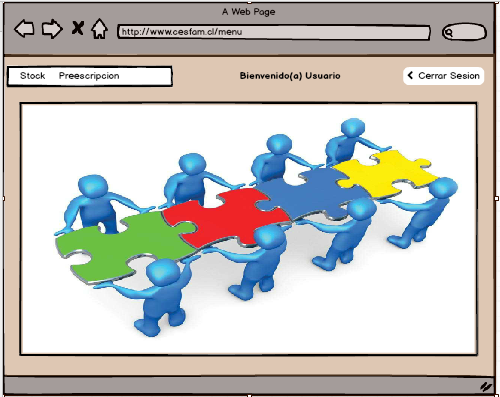 A Web Page
http://www.cesfam.cl/menu
Stock Preescripcion
Bienvenido(a) Usuario
Cerrar Sesion